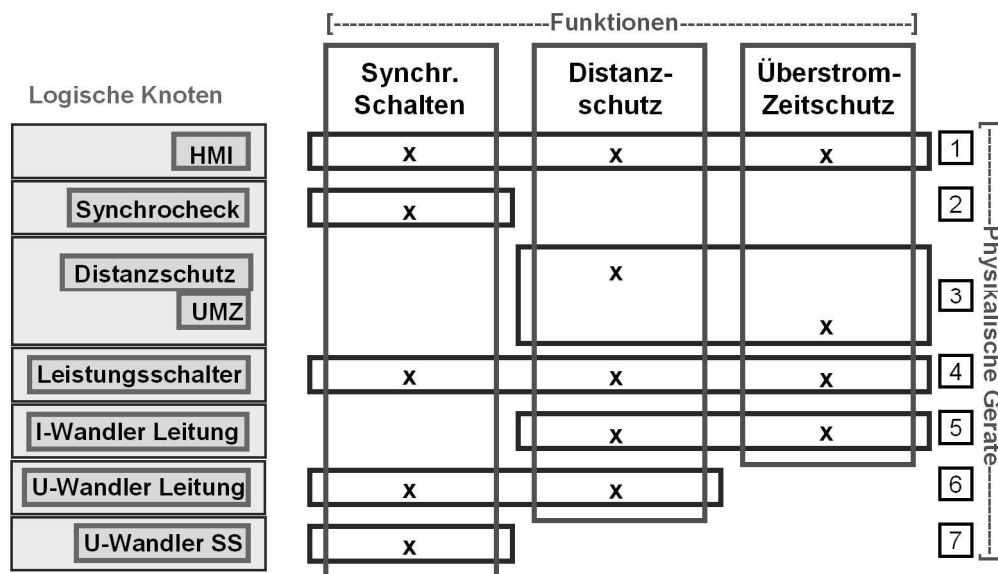 [-------------------------Funktionen---------------------------]
Logische Knoten
Synchr.
Schalten
Distanz-
schutz
Überstrom-
Zeitschutz
HMI
x x x
1
Synchrocheck
x
2
Distanzschutz
x
UMZ
x
3
Leistungsschalter
x x x
4
I-Wandler Leitung
x x
5
U-Wandler Leitung
x x
6
U-Wandler SS
x
7
[-----------Physikalische Geräte---------]